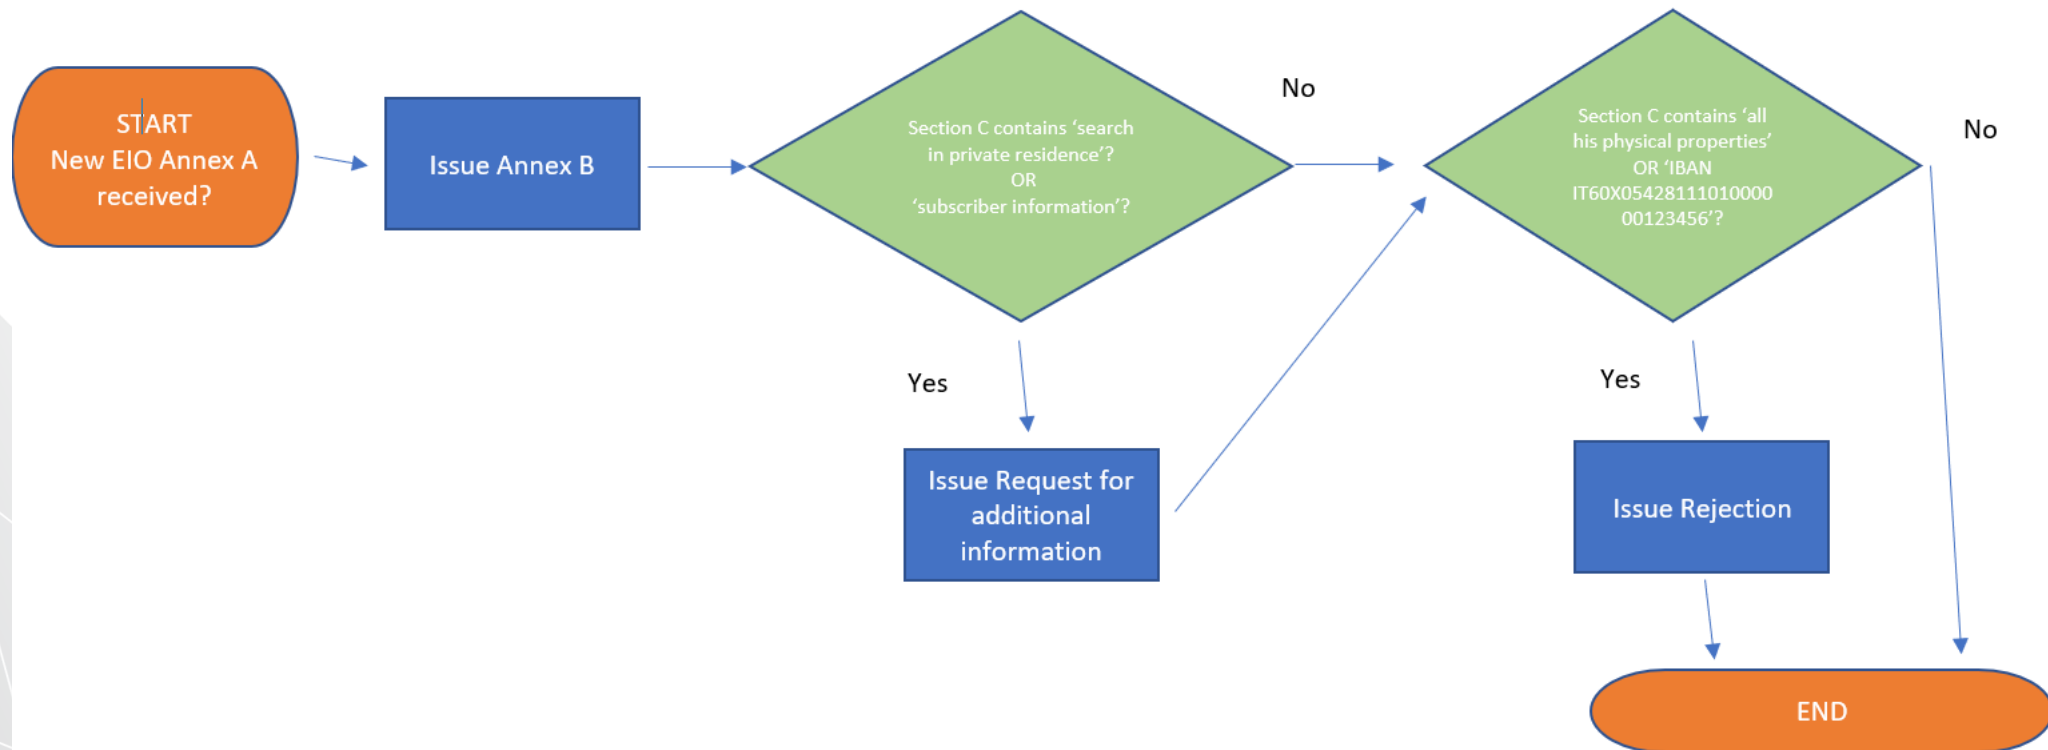 START
New EIO Annex A
received?
Issue Annex B
Section C contains ‘search
in private residence’?
OR
‘subscriber information’?
No
Section C contains ‘all
his physical properties’
OR ‘IBAN
IT60X05428111010000
00123456’?
No
Yes
Issue Request for
additional
information
Yes
Issue Rejection
END